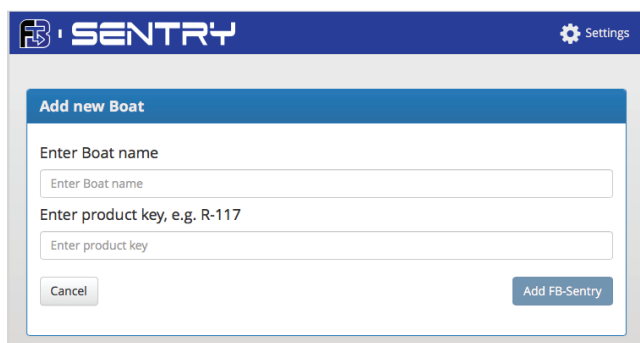 FB SENTRY
Settings
Add new Boat
Enter Boat name
Enter Boat name
Enter product key, e.g. R-117
Enter product key
Cancel
Add FB-Sentry